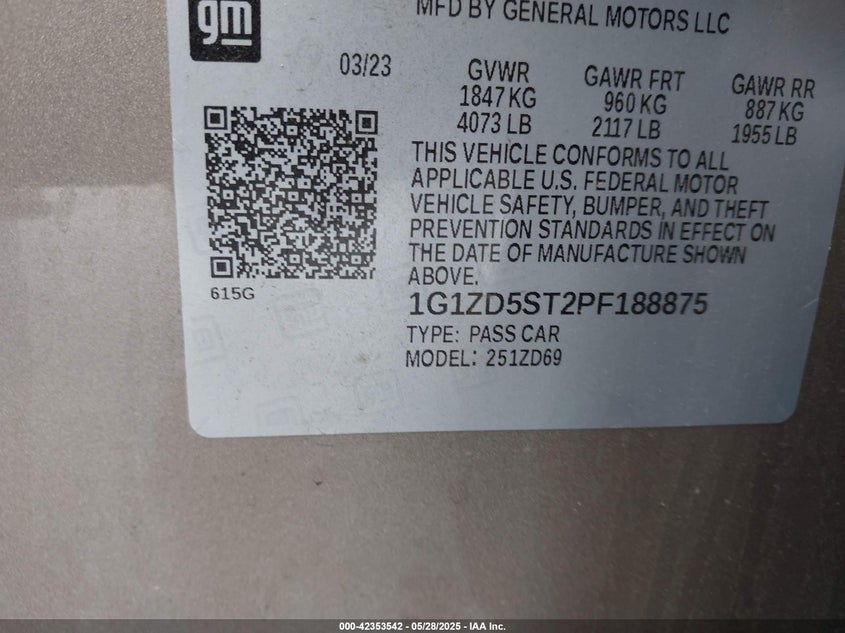 gm
MFD BY GENERAL MOTORS LLC
03/23
GVWR GAWR FRT GAWR RR
1847 KG 960 KG 887 KG
4073 LB 2117 LB 1955 LB
THIS VEHICLE CONFORMS TO ALL
APPLICABLE U.S. FEDERAL MOTOR
VEHICLE SAFETY, BUMPER, AND THEFT
PREVENTION STANDARDS IN EFFECT ON
THE DATE OF MANUFACTURE SHOWN
ABOVE.
615G
1G1ZD5ST2PF188875
TYPE: PASS CAR
MODEL: 251ZD69
000-42353542 - 05/28/2025 - IAA Inc.